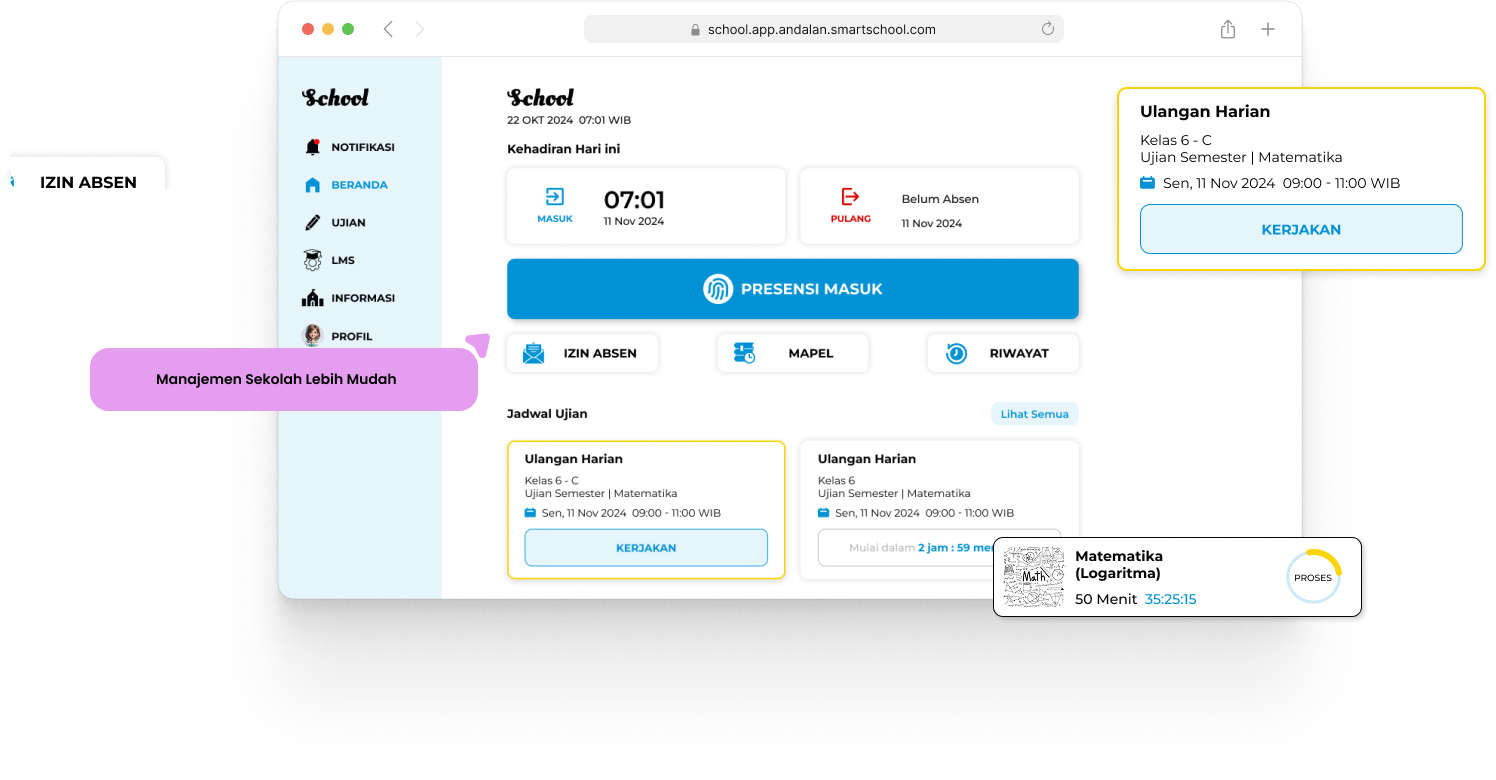 school.app.andalan.smartschool.com
School
NOTIFIKASI
BERANDA
UJIAN
LMS
INFORMASI
PROFIL
IZIN ABSEN
Manajemen Sekolah Lebih Mudah
School
22 OKT 2024 07:01 WIB
Kehadiran Hari ini
MASUK
07:01
11 Nov 2024
PULANG
Belum Absen
11 Nov 2024
PRESENSI MASUK
IZIN ABSEN
MAPEL
RIWAYAT
Jadwal Ujian
Lihat Semua
Ulangan Harian
Kelas 6 - C
Ujian Semester | Matematika
Sen, 11 Nov 2024 09:00 - 11:00 WIB
KERJAKAN
Ulangan Harian
Kelas 6
Ujian Semester | Matematika
Sen, 11 Nov 2024 09:00 - 11:00 WIB
Mulai dalam 2 jam : 59
Ulangan Harian
Kelas 6 - C
Ujian Semester | Matematika
Sen, 11 Nov 2024 09:00 - 11:00 WIB
KERJAKAN
Math
Matematika
(Logaritma)
50 Menit 35:25:15
PROSES